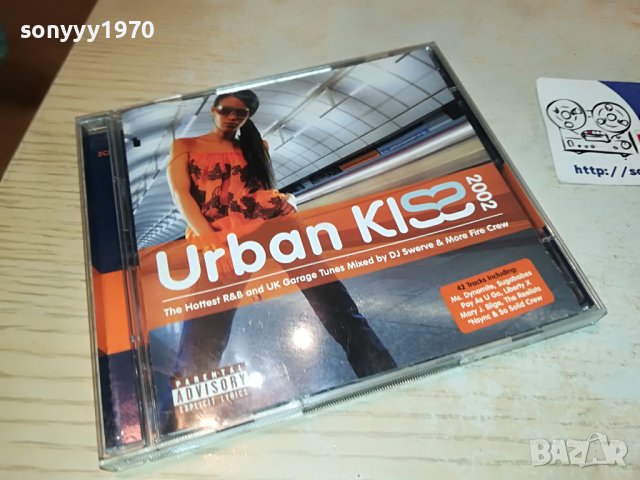 sonyyy1970
2C
Urban KISS
2002
The Hottest R&B and UK Garage Tunes Mixed by DJ Swerve & More Fire Crew
42 Tracks Including
Ms. Dynamite, Sugababes
Pay As U Go, Liberty X
Mary J. Blige, The Realists
*Nsync & So Solid Crew
PARENTAL
ADVISORY
EXPLICIT LYRICS
http://so
BAZAR